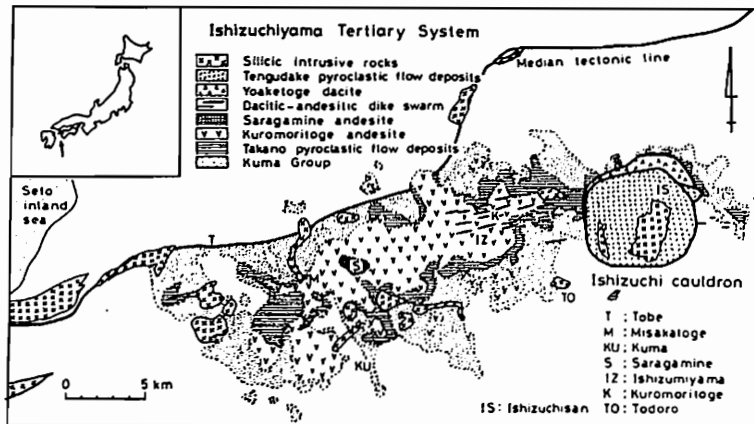 Ishizuchiyama Tertiary System
Silicic intrusive rocks
Tengudake pyroclastic flow deposits
Yoaketoge dacite
Dacitic-andesitic dike swarm
Saragamine andesite
Kuromoritoge andesite
Takano pyroclastic flow deposits
Kuma Group
Median tectonic line
Seto
inland
sea
T
K
IZ
S
IS
TO
KU
Ishizuchi cauldron
T : Tobe
M : Misakatoge
KU : Kuma
S : Saragamine
IZ : Ishizumiyama
K : Kuromoritoge
IS : Ishizuchisan TO : Todoro
0 5 km